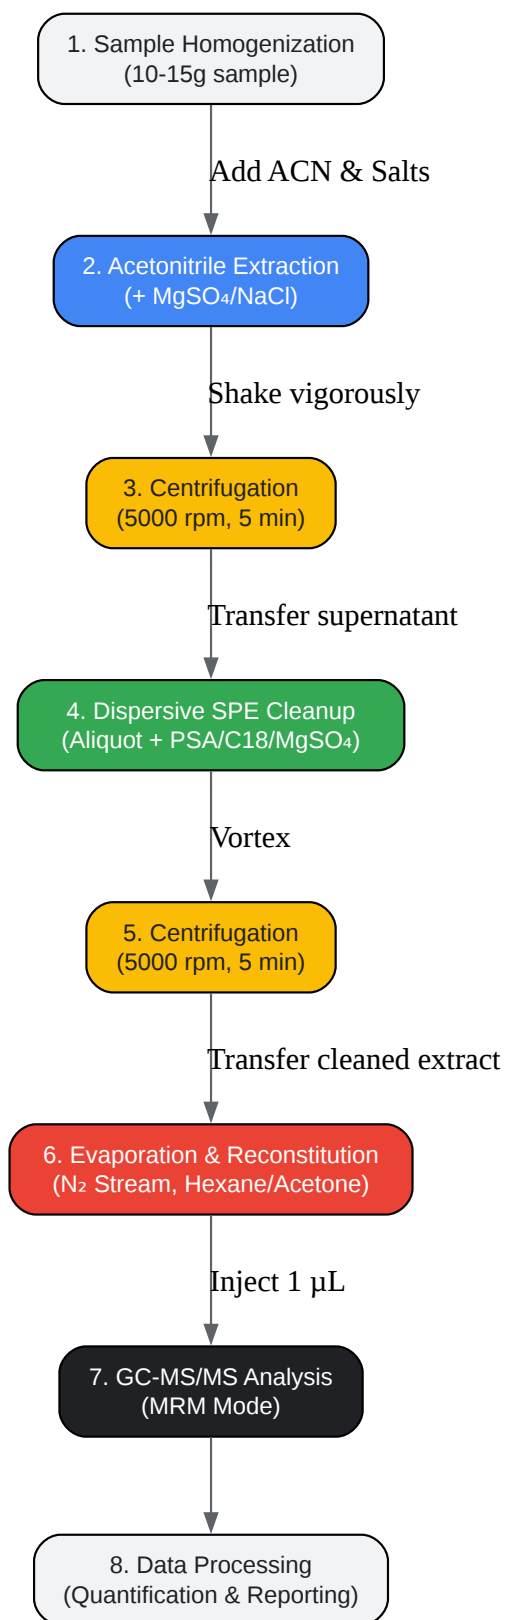 1. Sample Homogenization
(10-15g sample)
Add ACN & Salts
2. Acetonitrile Extraction
(+ MgSO₄/NaCl)
Shake vigorously
3. Centrifugation
(5000 rpm, 5 min)
Transfer supernatant
4. Dispersive SPE Cleanup
(Aliquot + PSA/C18/MgSO₄)
Vortex
5. Centrifugation
(5000 rpm, 5 min)
Transfer cleaned extract
6. Evaporation & Reconstitution
(N₂ Stream, Hexane/Acetone)
Inject 1 µL
7. GC-MS/MS Analysis
(MRM Mode)
8. Data Processing
(Quantification & Reporting)